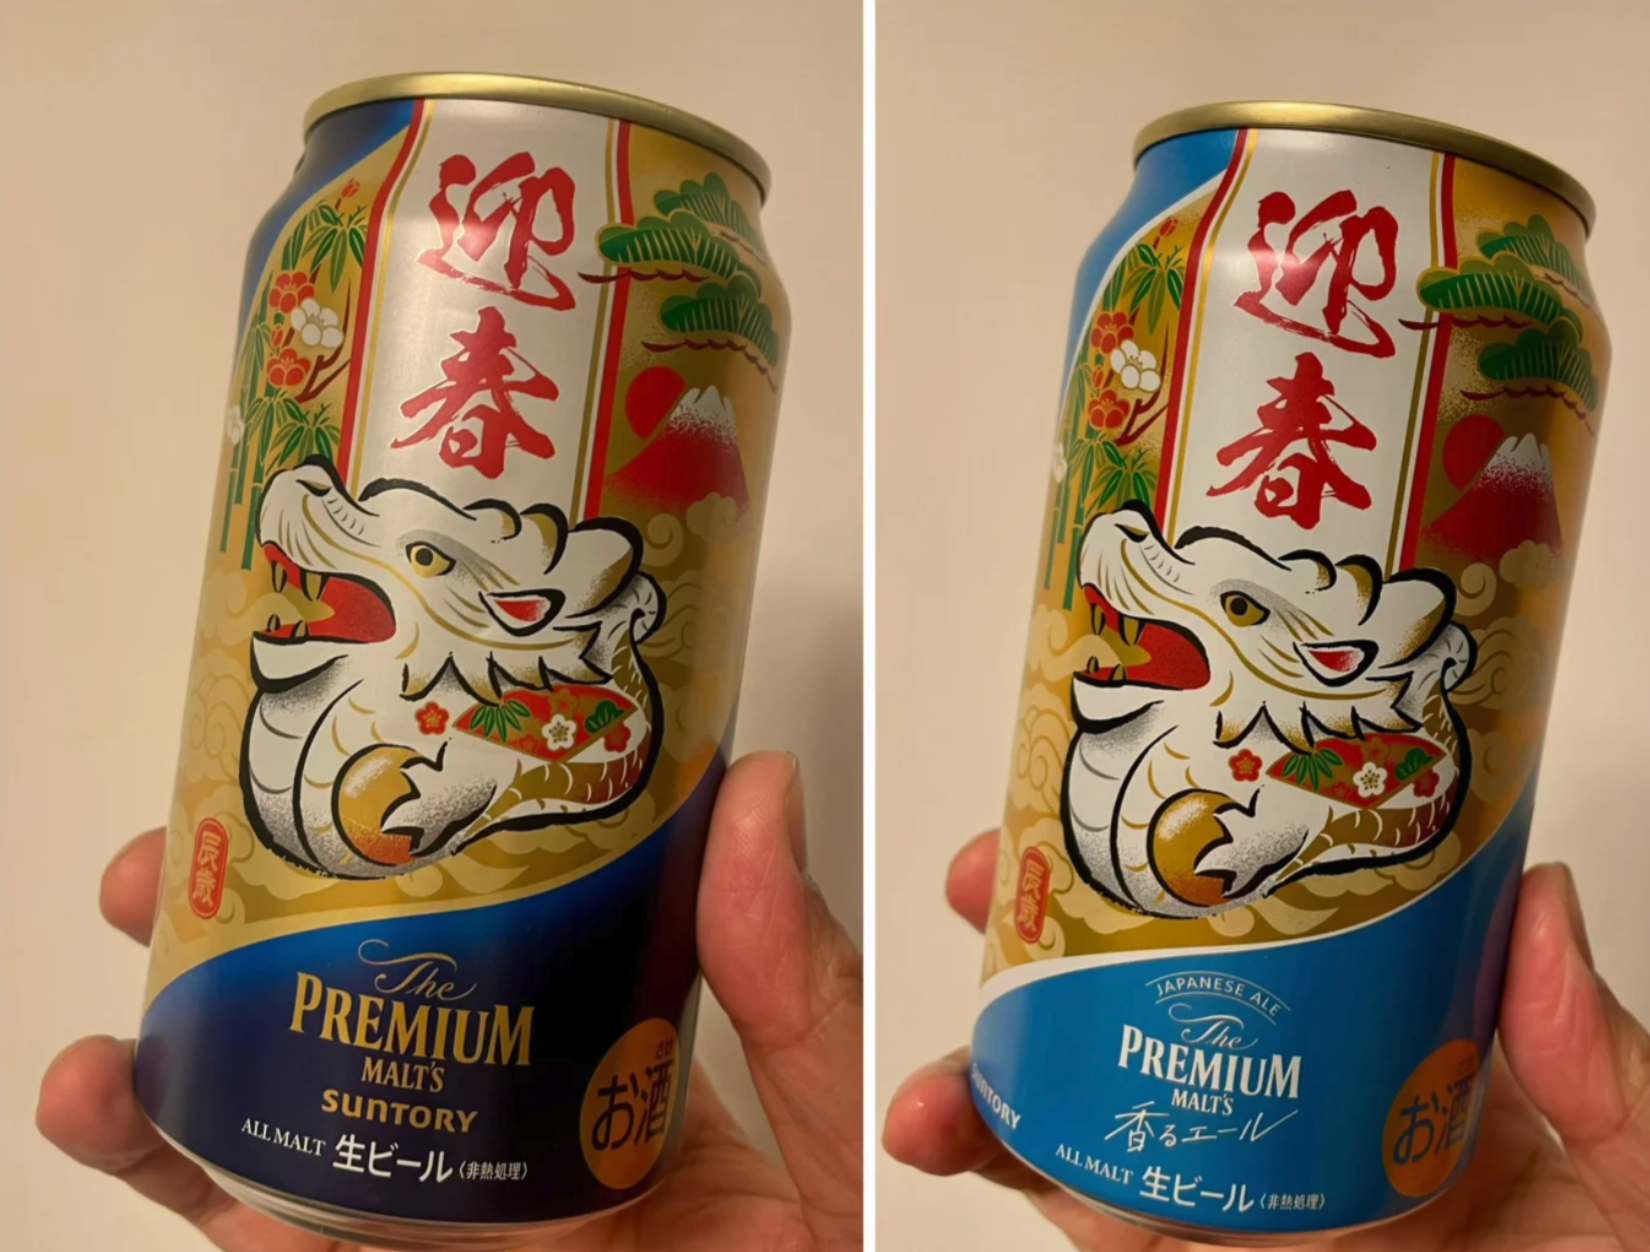 迎
春
辰歳
The
PREMIUM
MALT'S
SUNTORY
ALL MALT 生ビール〈非熱処理〉
さけ
お酒
迎
春
辰歳
JAPANESE ALE
The
PREMIUM
MALT'S
香るエール
SUNTORY
ALL MALT 生ビール〈非熱処理〉
お酒